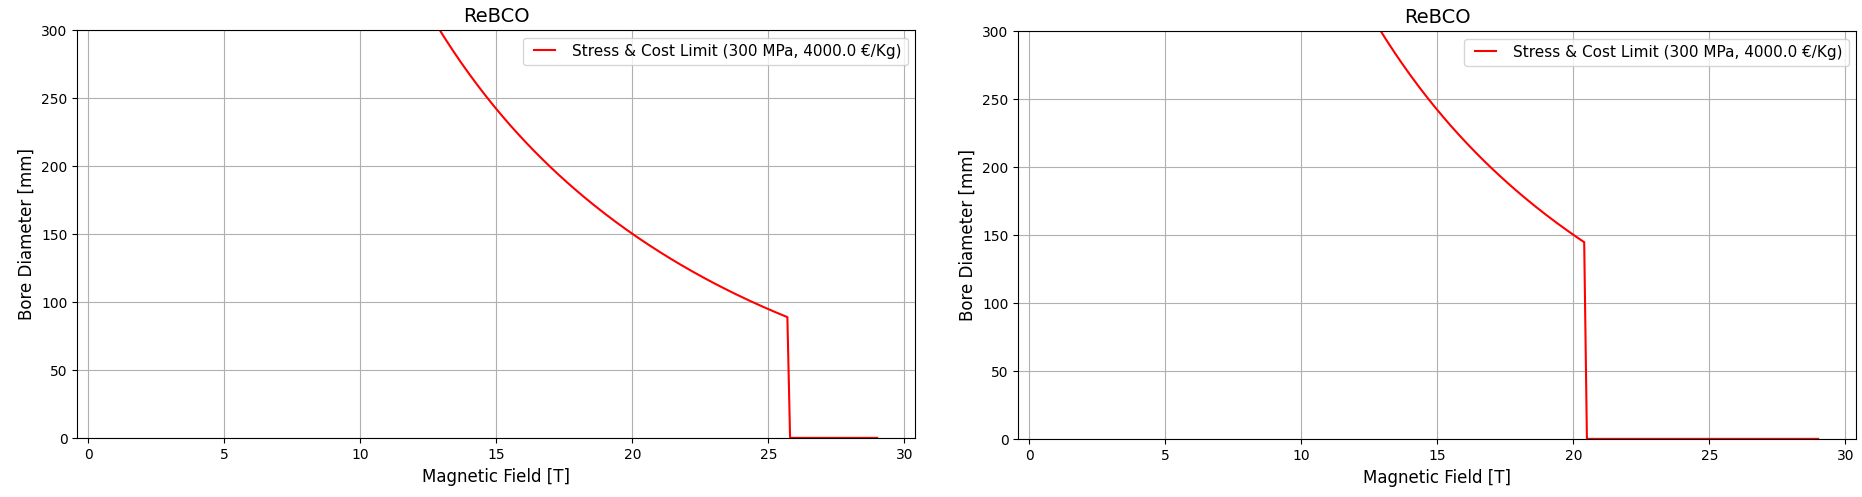 ReBCO
Stress & Cost Limit (300 MPa, 4000.0 €/Kg)
300
250
200
150
100
50
0
Bore Diameter [mm]
0 5 10 15 20 25 30
Magnetic Field [T]
ReBCO
Stress & Cost Limit (300 MPa, 4000.0 €/Kg)
300
250
200
150
100
50
0
Bore Diameter [mm]
0 5 10 15 20 25 30
Magnetic Field [T]